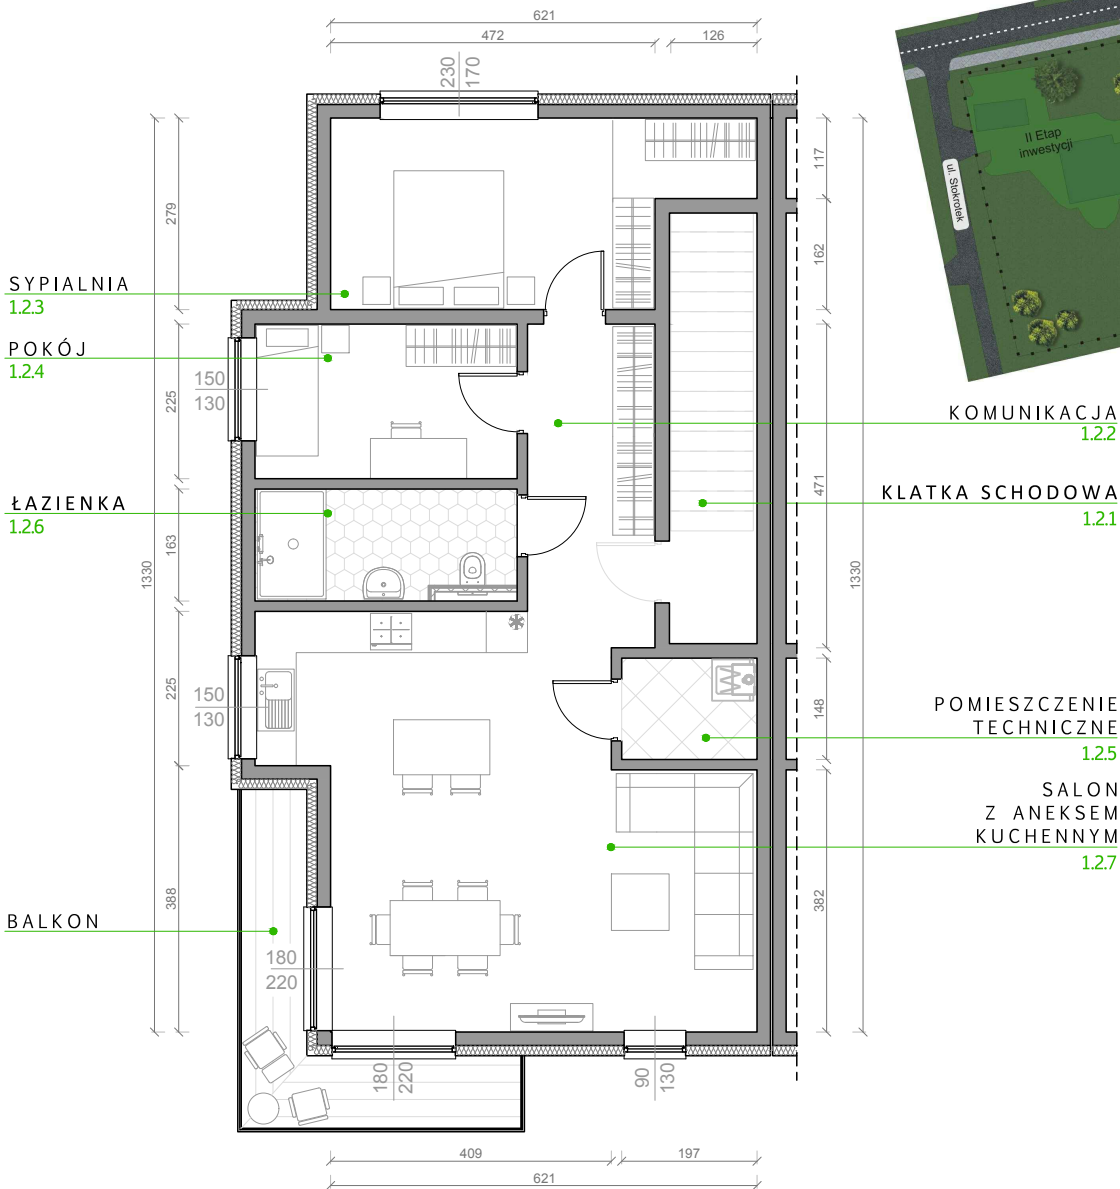 621
472
126
230
170
II Etap
inwestycji
ul. Stokrotek
279
117
162
SYPIALNIA
1.2.3
POKÓJ
1.2.4
150
130
225
KOMUNIKACJA
1.2.2
ŁAZIENKA
1.2.6
KLATKA SCHODOWA
1.2.1
471
163
1330
1330
225
150
130
148
POMIESZCZENIE
TECHNICZNE
1.2.5
SALON
Z ANEKSEM
KUCHENNYM
1.2.7
388
382
BALKON
180
220
180
220
90
130
409
197
621